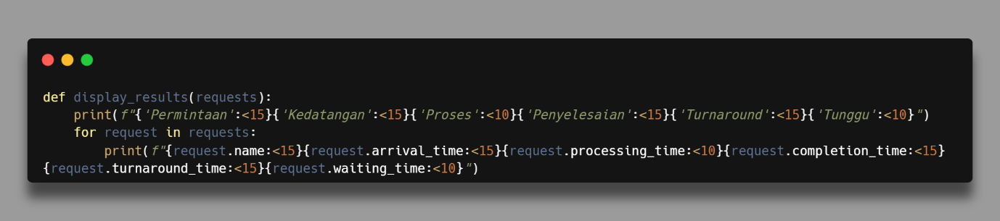 def display_results(requests):
    print(f"{'Permintaan':<15}{'Kedatangan':<15}{'Proses':<10}{'Penyelesaian':<15}{'Turnaround':<15}{'Tunggu':<10}")
    for request in requests:
        print(f"{request.name:<15}{request.arrival_time:<15}{request.processing_time:<10}{request.completion_time:<15}
{request.turnaround_time:<15}{request.waiting_time:<10}")